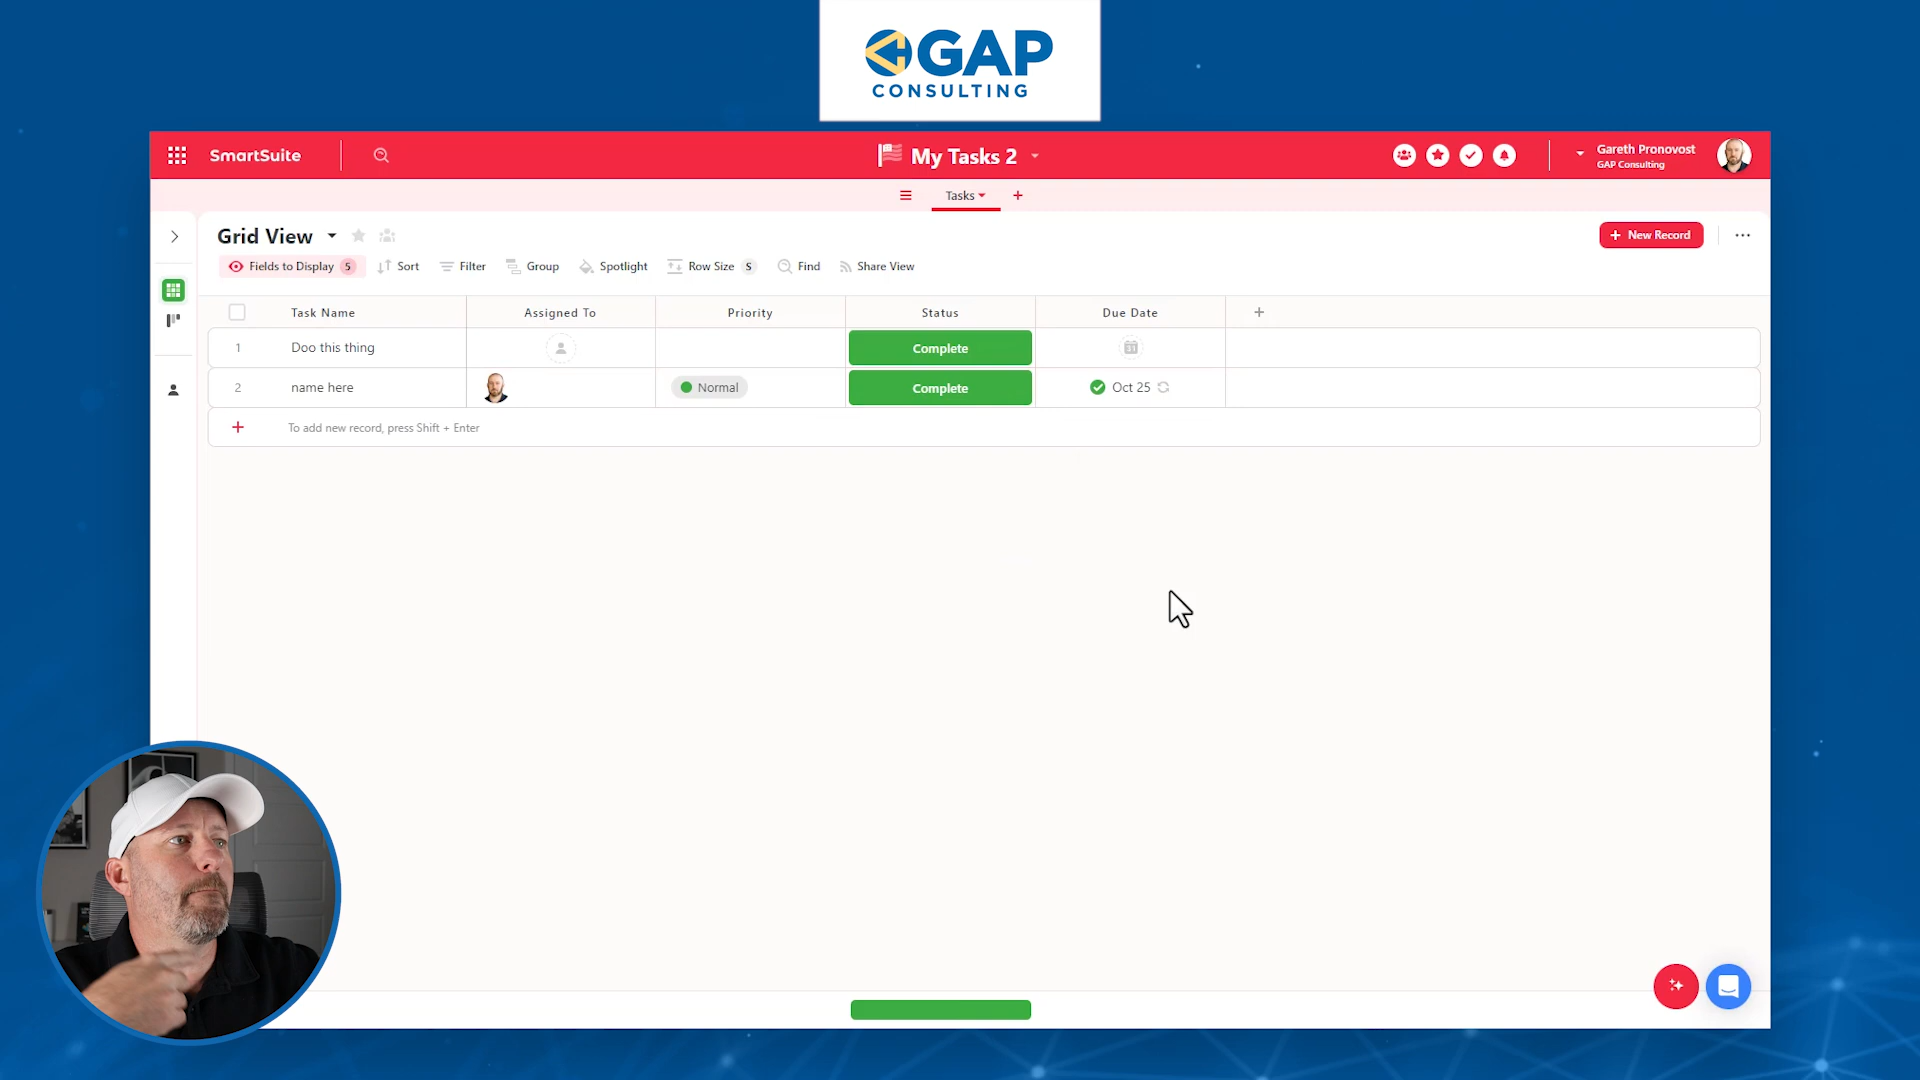 GAP
CONSULTING
SmartSuite
My Tasks 2
Gareth Pronovost
GAP Consulting
Tasks
Grid View
New Record
Fields to Display 5 Sort Filter Group Spotlight Row Size S Find Share View
Task Name Assigned To Priority Status Due Date
1 Doo this thing Complete 31
2 name here Normal Complete Oct 25
To add new record, press Shift + Enter